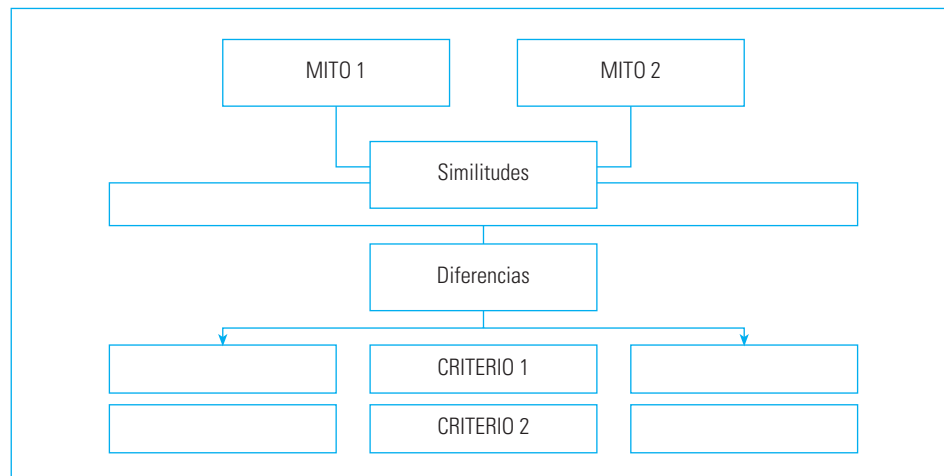 MITO 1
MITO 2
Similitudes
Diferencias
CRITERIO 1
CRITERIO 2